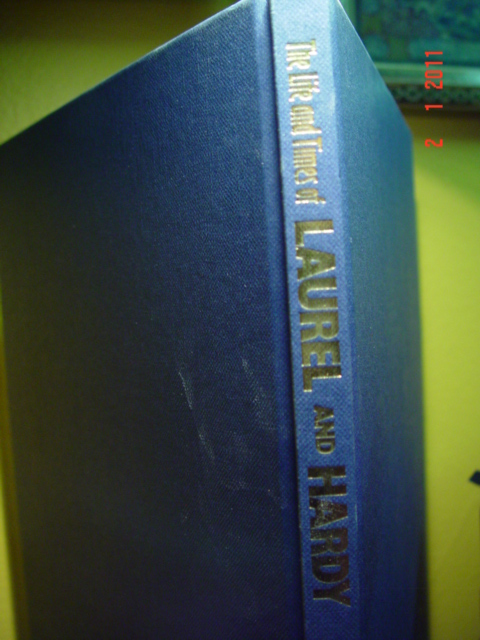 The Life and Times of LAUREL AND HARDY
2 1 2011